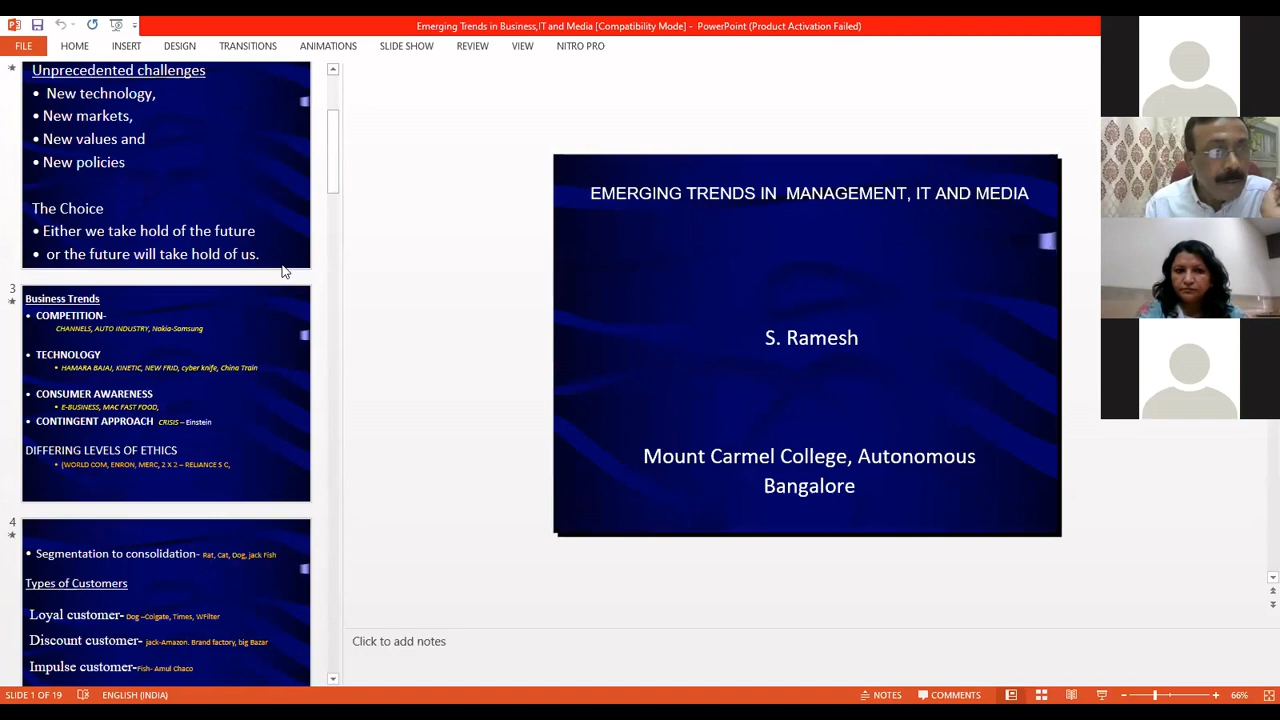 Emerging Trends in Business,IT and Media [Compatibility Mode] - PowerPoint (Product Activation Failed)
FILE HOME INSERT DESIGN TRANSITIONS ANIMATIONS SLIDE SHOW REVIEW VIEW NITRO PRO
Unprecedented challenges
• New technology,
• New markets,
• New values and
• New policies
The Choice
• Either we take hold of the future
• or the future will take hold of us.
3
Business Trends
• COMPETITION-
CHANNELS, AUTO INDUSTRY, Nokia-Samsung
• TECHNOLOGY
• HAMARA BAJAJ, KINETIC, NEW FRID, cyber knife, China Train
• CONSUMER AWARENESS
• E-BUSINESS, MAC FAST FOOD,
• CONTINGENT APPROACH CRISIS – Einstein
DIFFERING LEVELS OF ETHICS
• (WORLD COM, ENRON, MERC, 2 X 2 – RELIANCE S C,
4
• Segmentation to consolidation- Rat, Cat, Dog, jack Fish
Types of Customers
Loyal customer- Dog –Colgate, Times, WFilter
Discount customer- jack-Amazon. Brand factory, big Bazar
Impulse customer-Fish- Amul Chaco
EMERGING TRENDS IN MANAGEMENT, IT AND MEDIA
S. Ramesh
Mount Carmel College, Autonomous
Bangalore
Click to add notes
SLIDE 1 OF 19 ENGLISH (INDIA) NOTES COMMENTS 66%